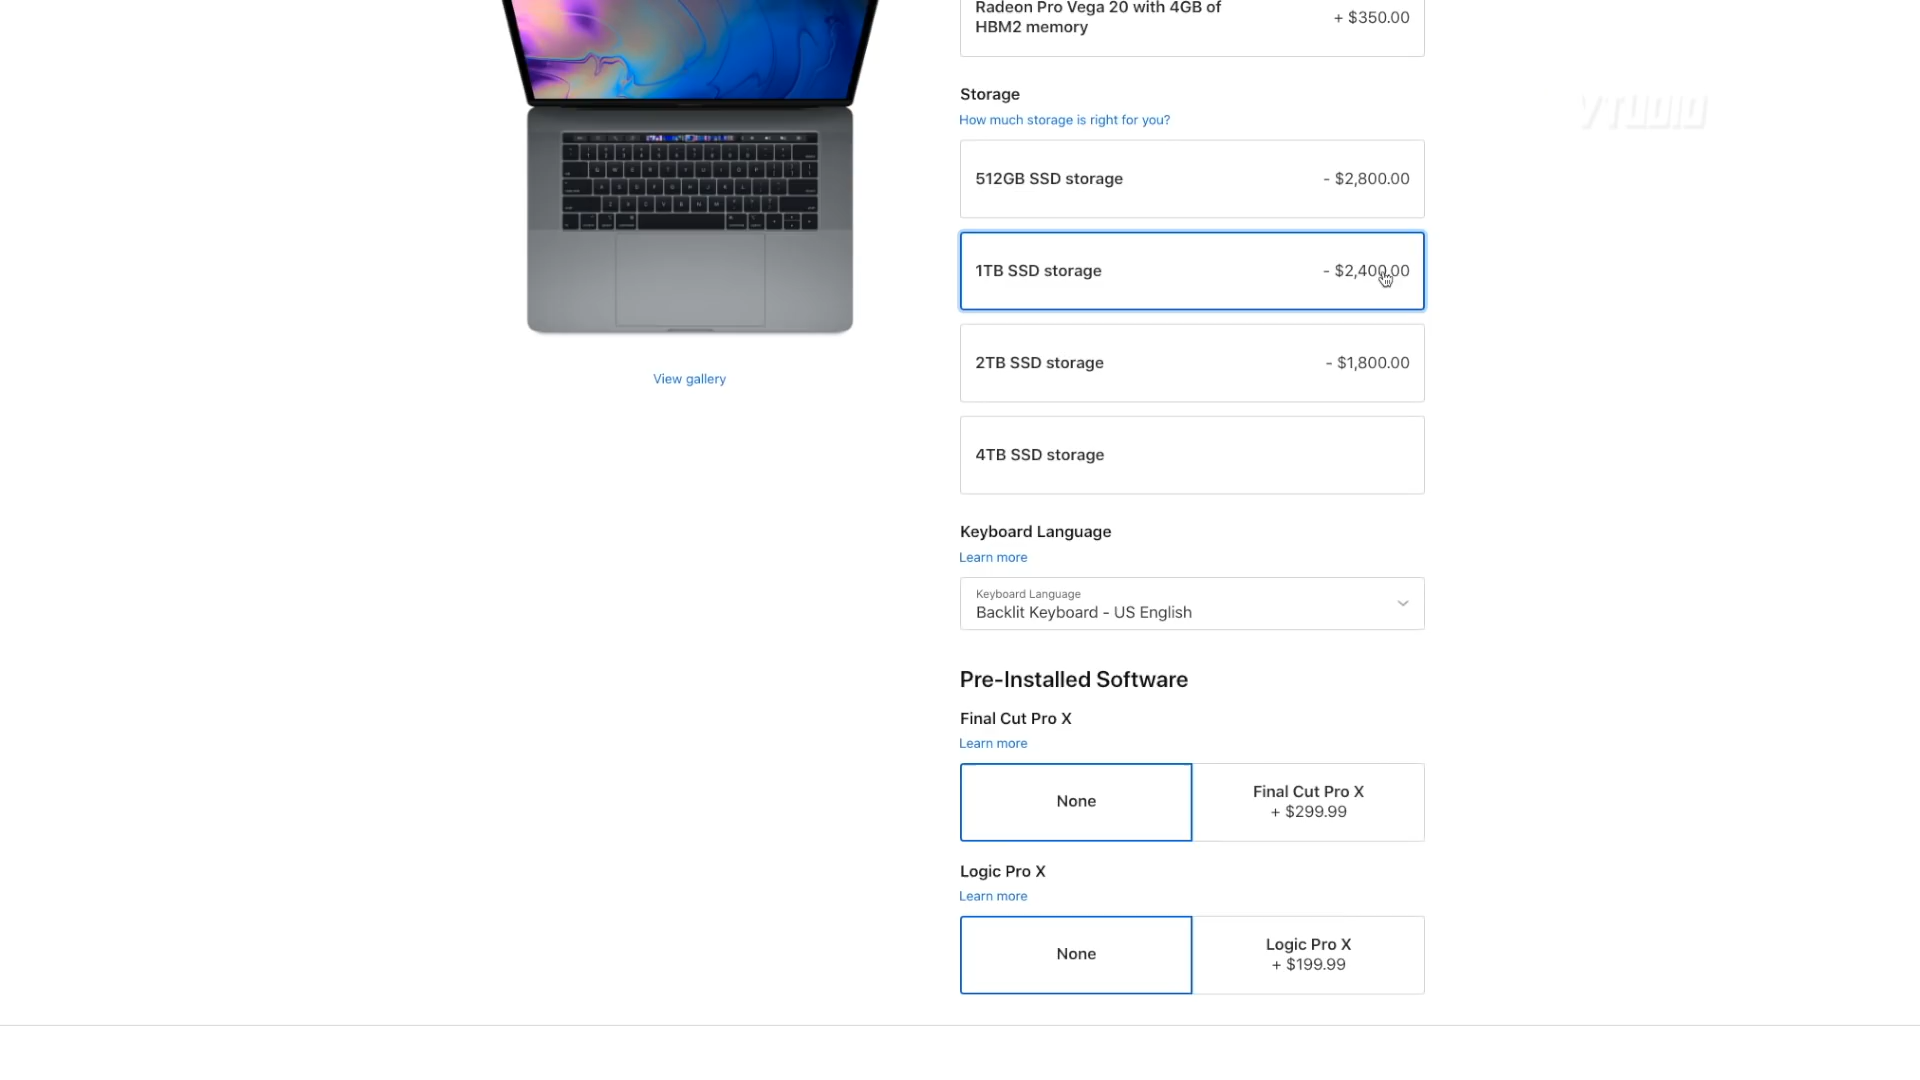 Radeon Pro Vega 20 with 4GB of
HBM2 memory
+ $350.00
Storage
How much storage is right for you?
512GB SSD storage - $2,800.00
1TB SSD storage - $2,400.00
2TB SSD storage - $1,800.00
4TB SSD storage
View gallery
Keyboard Language
Learn more
Keyboard Language
Backlit Keyboard - US English
Pre-Installed Software
Final Cut Pro X
Learn more
None
Final Cut Pro X
+ $299.99
Logic Pro X
Learn more
None
Logic Pro X
+ $199.99
YTUDIO